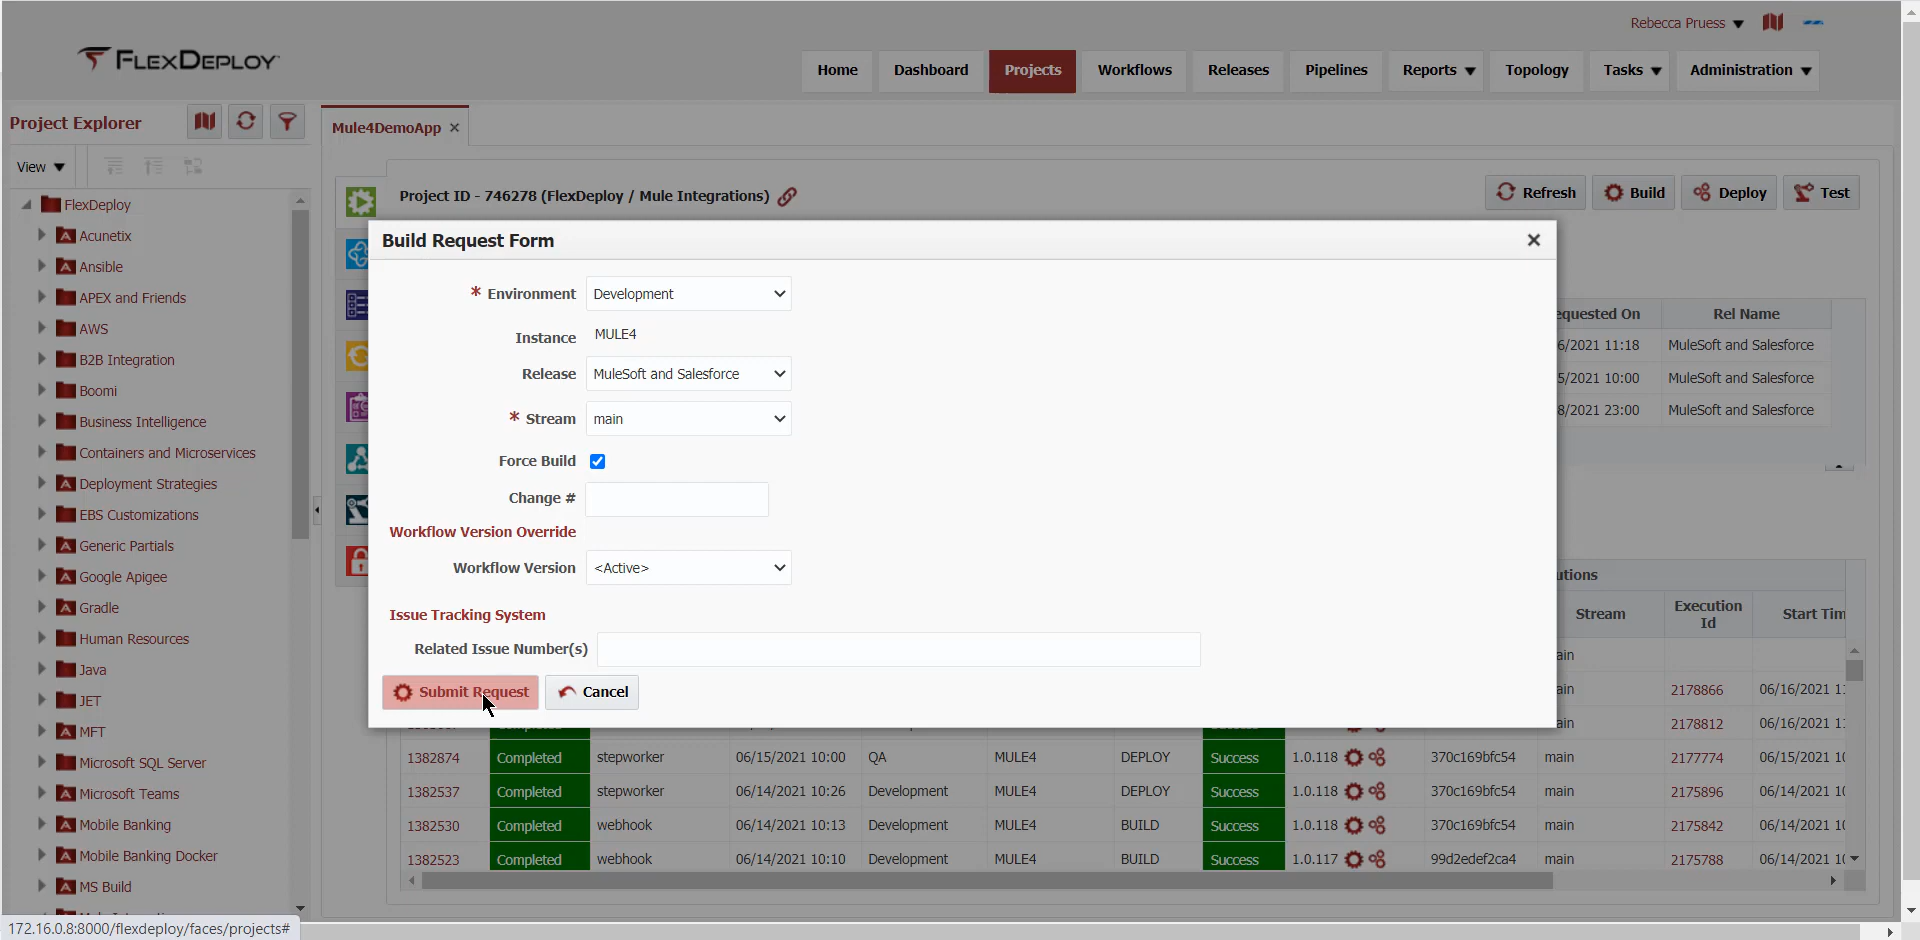 Rebecca Pruess
FLEXDEPLOY
Home
Dashboard
Projects
Workflows
Releases
Pipelines
Reports
Topology
Tasks
Administration
Project Explorer
View
FlexDeploy
Acunetix
Ansible
APEX and Friends
AWS
B2B Integration
Boomi
Business Intelligence
Containers and Microservices
Deployment Strategies
EBS Customizations
Generic Partials
Google Apigee
Gradle
Human Resources
Java
JET
MFT
Microsoft SQL Server
Microsoft Teams
Mobile Banking
Mobile Banking Docker
MS Build
Mule4DemoApp
Project ID - 746278 (FlexDeploy / Mule Integrations)
Refresh
Build
Deploy
Test
Build Request Form
* Environment Development
Instance MULE4
Release MuleSoft and Salesforce
* Stream main
Force Build
Change #
Workflow Version Override
Workflow Version <Active>
Issue Tracking System
Related Issue Number(s)
Submit Request
Cancel
equested On Rel Name
6/2021 11:18 MuleSoft and Salesforce
5/2021 10:00 MuleSoft and Salesforce
8/2021 23:00 MuleSoft and Salesforce
utions
Stream Execution Id Start Tim
ain
ain 2178866 06/16/2021 11
ain 2178812 06/16/2021 11
1382874 Completed stepworker 06/15/2021 10:00 QA MULE4 DEPLOY Success 1.0.118 370c169bfc54 main 2177774 06/15/2021 10
1382537 Completed stepworker 06/14/2021 10:26 Development MULE4 DEPLOY Success 1.0.118 370c169bfc54 main 2175896 06/14/2021 10
1382530 Completed webhook 06/14/2021 10:13 Development MULE4 BUILD Success 1.0.118 370c169bfc54 main 2175842 06/14/2021 10
1382523 Completed webhook 06/14/2021 10:10 Development MULE4 BUILD Success 1.0.117 99d2edef2ca4 main 2175788 06/14/2021 10
172.16.0.8:8000/flexdeploy/faces/projects#